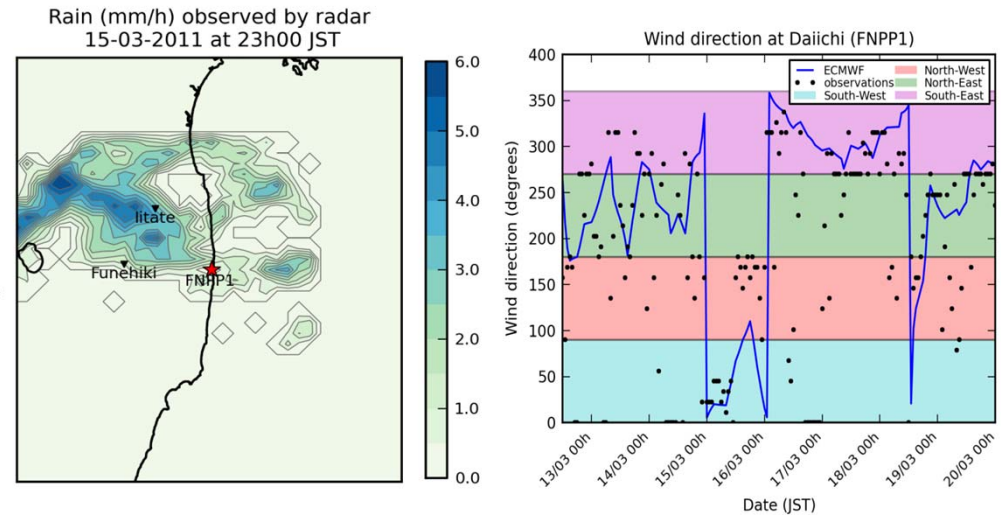 Rain (mm/h) observed by radar
15-03-2011 at 23h00 JST
6.0
5.0
4.0
3.0
2.0
1.0
0.0
Iitate
Funehiki
FNPP1
Wind direction at Daiichi (FNPP1)
ECMWF
observations
South-West
North-West
North-East
South-East
Wind direction (degrees)
400
350
300
250
200
150
100
50
0
13/03 00h
14/03 00h
15/03 00h
16/03 00h
17/03 00h
18/03 00h
19/03 00h
20/03 00h
Date (JST)